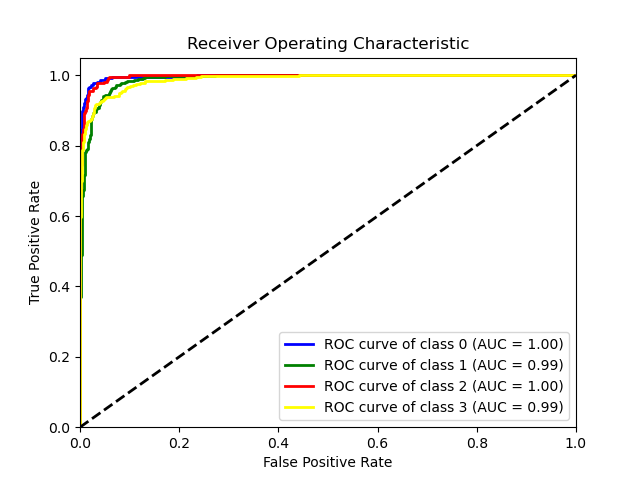 Receiver Operating Characteristic
True Positive Rate
1.0
0.8
0.6
0.4
0.2
0.0
ROC curve of class 0 (AUC = 1.00)
ROC curve of class 1 (AUC = 0.99)
ROC curve of class 2 (AUC = 1.00)
ROC curve of class 3 (AUC = 0.99)
0.0 0.2 0.4 0.6 0.8 1.0
False Positive Rate